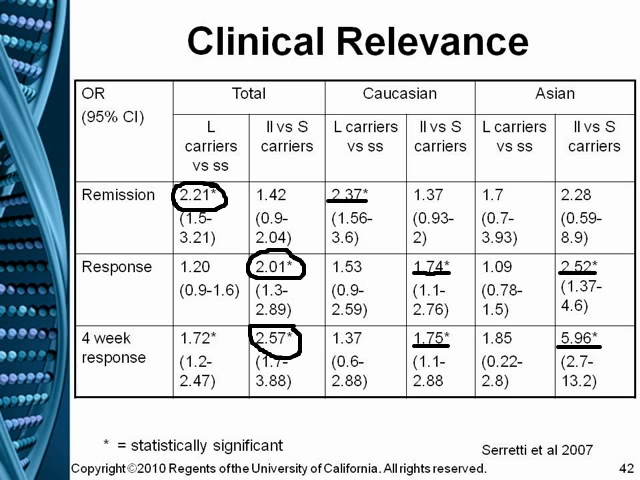 Clinical Relevance
OR
(95% CI)
Total
Caucasian
Asian
L
carriers
vs ss
ll vs S
carriers
L carriers
vs ss
ll vs S
carriers
L carriers
vs ss
ll vs S
carriers
Remission
2.21*
(1.5-
3.21)
1.42
(0.9-
2.04)
2.37*
(1.56-
3.6)
1.37
(0.93-
2)
1.7
(0.7-
3.93)
2.28
(0.59-
8.9)
Response
1.20
(0.9-1.6)
2.01*
(1.3-
2.89)
1.53
(0.9-
2.59)
1.74*
(1.1-
2.76)
1.09
(0.78-
1.5)
2.52*
(1.37-
4.6)
4 week
response
1.72*
(1.2-
2.47)
2.57*
(1.7-
3.88)
1.37
(0.6-
2.88)
1.75*
(1.1-
2.88
1.85
(0.22-
2.8)
5.96*
(2.7-
13.2)
* = statistically significant
Serretti et al 2007
Copyright ©2010 Regents of the University of California. All rights reserved.
42